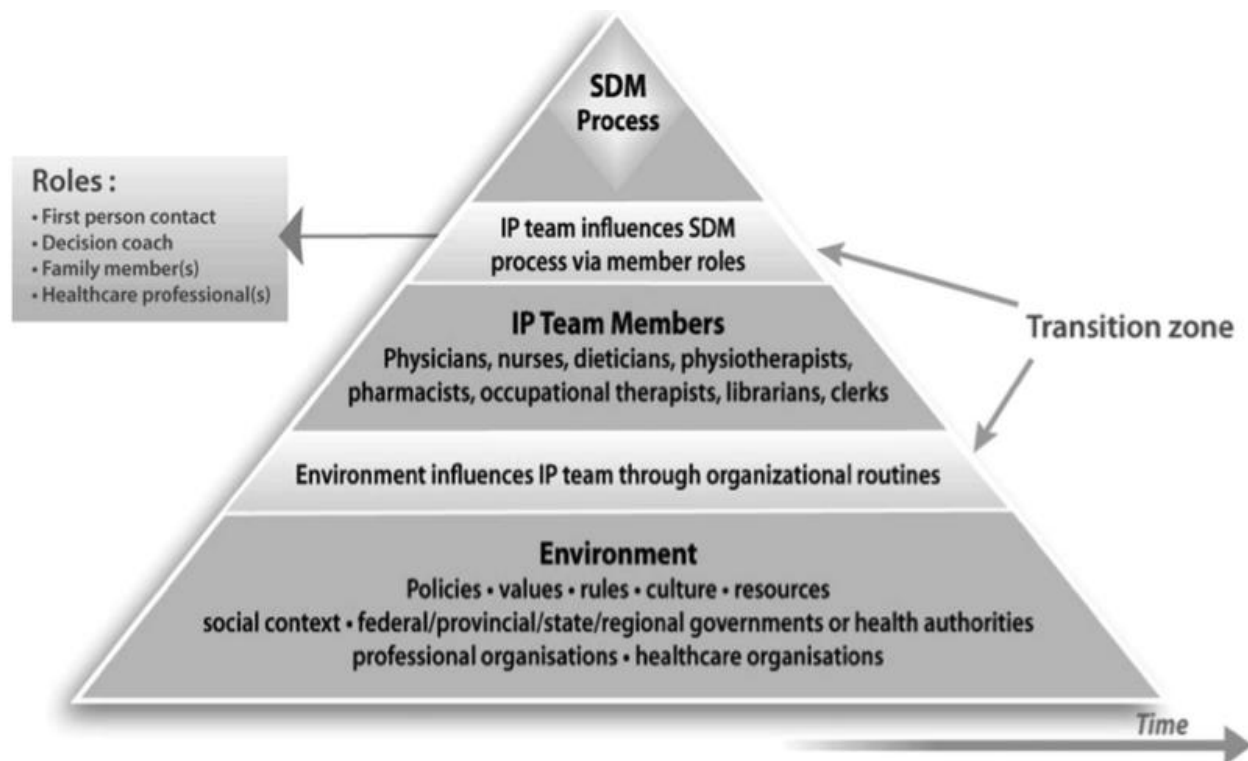 SDM
Process
Roles :
• First person contact
• Decision coach
• Family member(s)
• Healthcare professional(s)
IP team influences SDM
process via member roles
Transition zone
IP Team Members
Physicians, nurses, dieticians, physiotherapists,
pharmacists, occupational therapists, librarians, clerks
Environment influences IP team through organizational routines
Environment
Policies • values • rules • culture • resources
social context • federal/provincial/state/regional governments or health authorities
professional organisations • healthcare organisations
Time